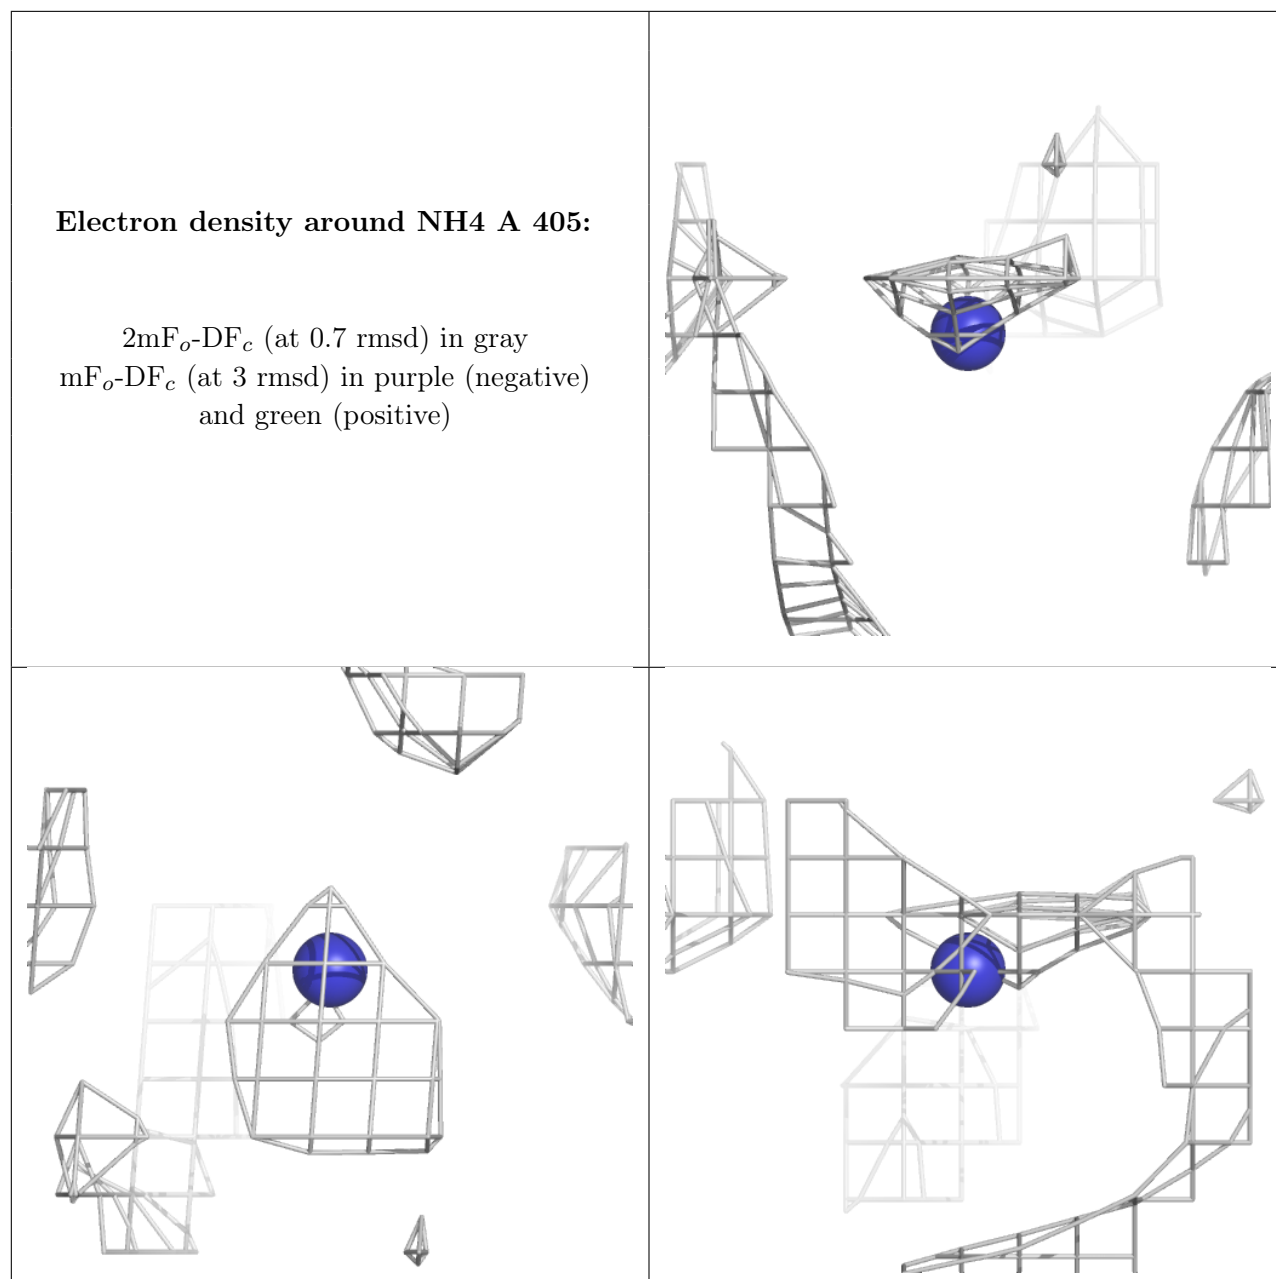 Electron density around NH4 A 405:
2mFo-DFc (at 0.7 rmsd) in gray
mFo-DFc (at 3 rmsd) in purple (negative)
and green (positive)